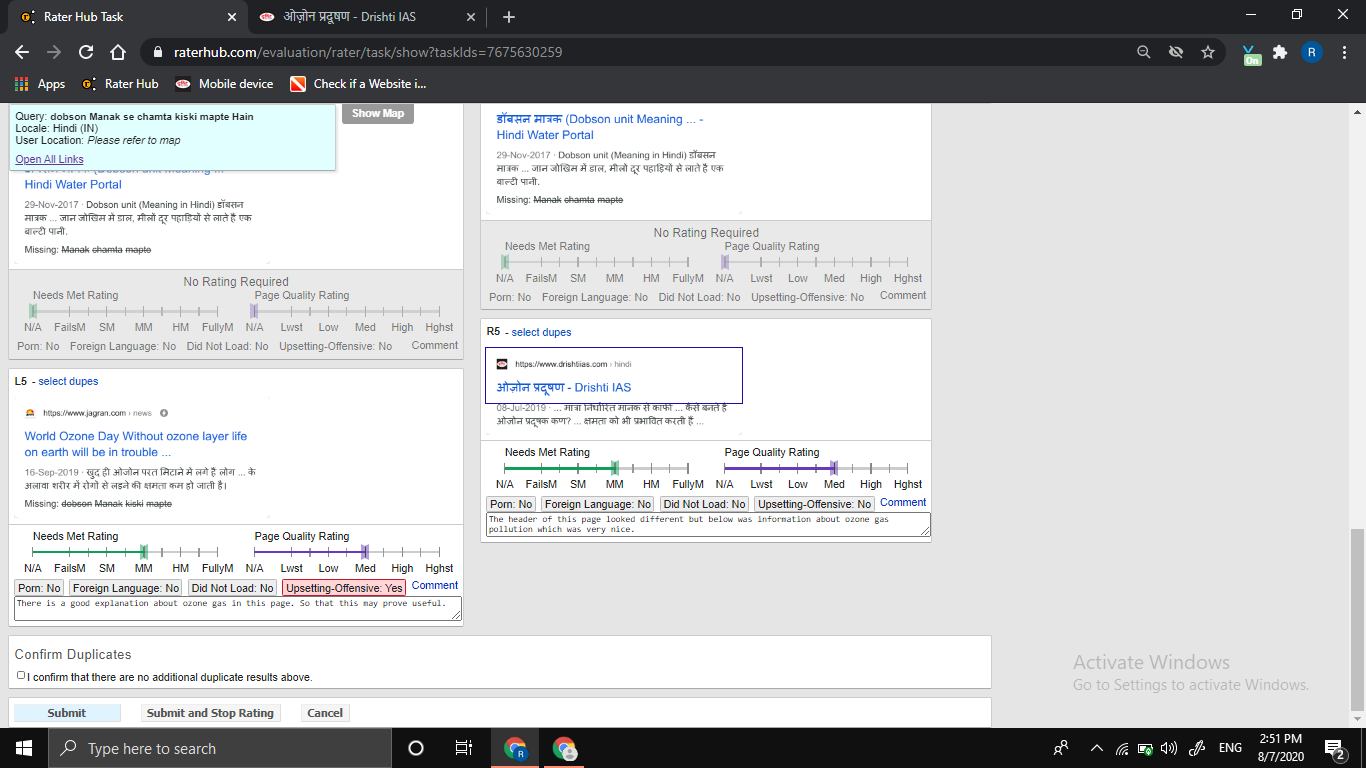 Rater Hub Task
ओज़ोन प्रदूषण - Drishti IAS
raterhub.com/evaluation/rater/task/show?taskIds=7675630259
R
On
Apps
Rater Hub
Mobile device
Check if a Website i...
Query: dobson Manak se chamta kiski mapte Hain
Locale: Hindi (IN)
User Location: Please refer to map
Open All Links
Show Map
Hindi Water Portal
29-Nov-2017 · Dobson unit (Meaning in Hindi) डॉबसन
मात्रक ... जान जोखिम में डाल, मीलों दूर पहाड़ियों से लाते है एक
बाल्टी पानी.
Missing: Manak chamta mapte
No Rating Required
Needs Met Rating
Page Quality Rating
N/A FailsM SM MM HM FullyM
N/A Lwst Low Med High Hghst
Porn: No Foreign Language: No Did Not Load: No Upsetting-Offensive: No Comment
L5 - select dupes
https://www.jagran.com › news
World Ozone Day Without ozone layer life
on earth will be in trouble ...
16-Sep-2019 · खुद ही ओजोन परत मिटाने में लगे है लोग ... के
अलावा शरीर में रोगों से लड़ने की क्षमता कम हो जाती है।
Missing: dobson Manak kiski mapte
Needs Met Rating
Page Quality Rating
N/A FailsM SM MM HM FullyM
N/A Lwst Low Med High Hghst
Porn: No Foreign Language: No Did Not Load: No Upsetting-Offensive: Yes Comment
There is a good explanation about ozone gas in this page. So that this may prove useful.
डॉबसन मात्रक (Dobson unit Meaning ... -
Hindi Water Portal
29-Nov-2017 · Dobson unit (Meaning in Hindi) डॉबसन
मात्रक ... जान जोखिम में डाल, मीलो दूर पहाड़ियों से लाते है एक
बाल्टी पानी.
Missing: Manak chamta mapte
No Rating Required
Needs Met Rating
Page Quality Rating
N/A FailsM SM MM HM FullyM
N/A Lwst Low Med High Hghst
Porn: No Foreign Language: No Did Not Load: No Upsetting-Offensive: No Comment
R5 - select dupes
https://www.drishtiias.com › hindi
ओज़ोन प्रदूषण - Drishti IAS
08-Jul-2019 · ... मात्रा निर्धारित मानक से काफी ... कैसे बनते है
ओजोन प्रदूषक कण? ... क्षमता को भी प्रभावित करती हैं ...
Needs Met Rating
Page Quality Rating
N/A FailsM SM MM HM FullyM
N/A Lwst Low Med High Hghst
Porn: No Foreign Language: No Did Not Load: No Upsetting-Offensive: No Comment
The header of this page looked different but below was information about ozone gas
pollution which was very nice.
Confirm Duplicates
I confirm that there are no additional duplicate results above.
Submit
Submit and Stop Rating
Cancel
Activate Windows
Go to Settings to activate Windows.
Type here to search
R
ENG
2:51 PM
8/7/2020
2